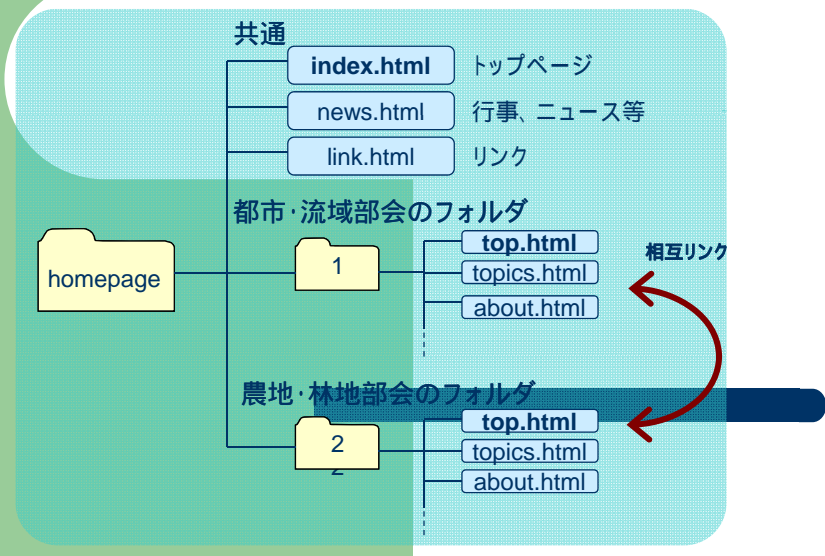 共通
index.html トップページ
news.html 行事、ニュース等
link.html リンク
都市・流域部会のフォルダ
homepage
1
top.html
topics.html
about.html
相互リンク
農地・林地部会のフォルダ
2
2
top.html
topics.html
about.html